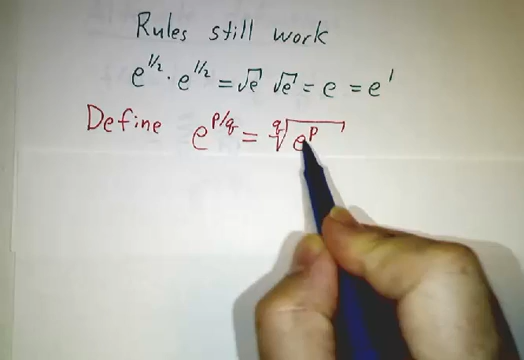 Rules still work
e^{1/2} · e^{1/2} = √e √e = e = e^1
Define e^{p/q} = ᑫ√(e^p)